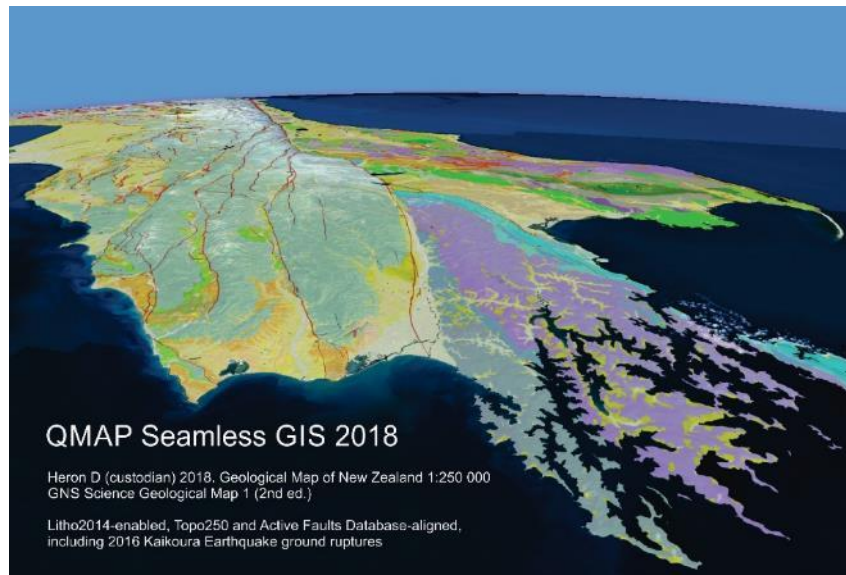 QMAP Seamless GIS 2018
Heron D (custodian) 2018. Geological Map of New Zealand 1:250 000
GNS Science Geological Map 1 (2nd ed.)
Litho2014-enabled, Topo250 and Active Faults Database-aligned,
including 2016 Kaikoura Earthquake ground ruptures